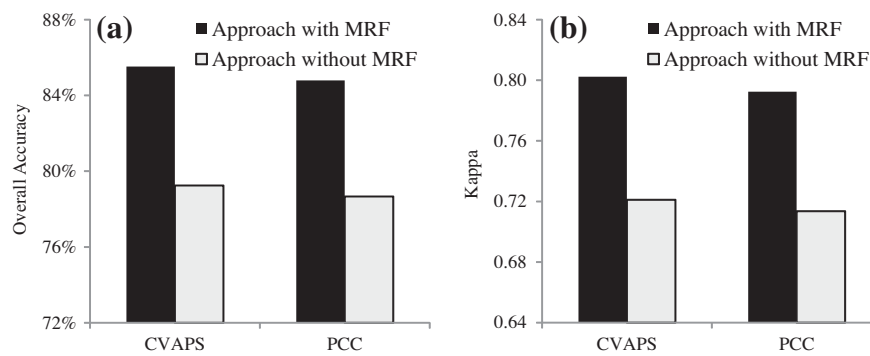 (a)
Approach with MRF
Approach without MRF
88%
84%
80%
76%
72%
Overall Accuracy
CVAPS PCC
(b)
Approach with MRF
Approach without MRF
0.84
0.80
0.76
0.72
0.68
0.64
Kappa
CVAPS PCC